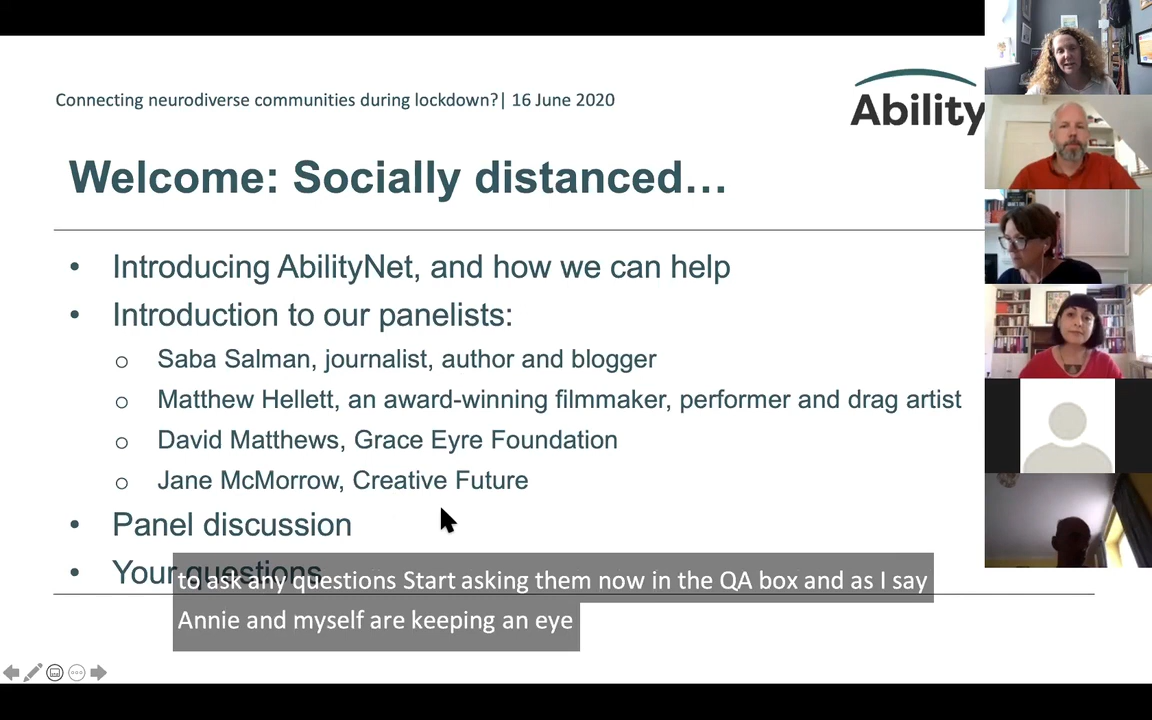 Connecting neurodiverse communities during lockdown?| 16 June 2020
Ability
Welcome: Socially distanced…
• Introducing AbilityNet, and how we can help
• Introduction to our panelists:
o Saba Salman, journalist, author and blogger
o Matthew Hellett, an award-winning filmmaker, performer and drag artist
o David Matthews, Grace Eyre Foundation
o Jane McMorrow, Creative Future
• Panel discussion
• Your questions
to ask any questions Start asking them now in the QA box and as I say
Annie and myself are keeping an eye